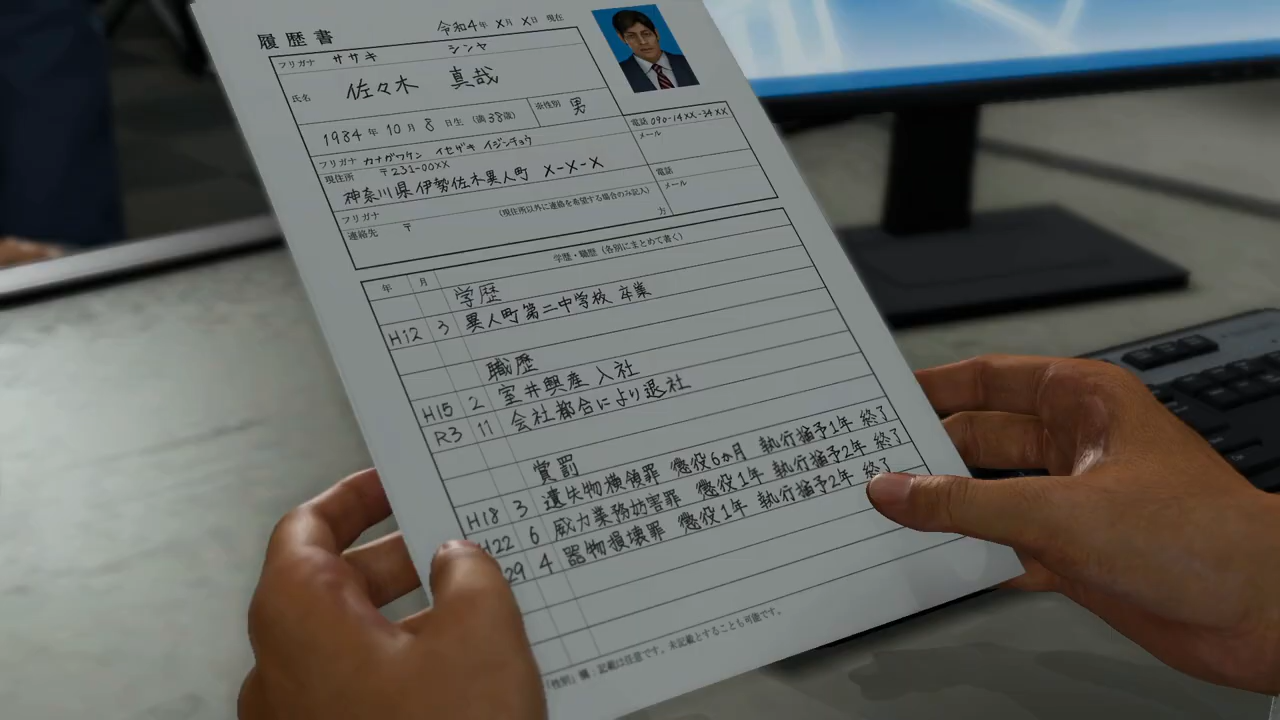 履歴書 令和4年 X月 X日 現在
フリガナ ササキ シンヤ
氏名 佐々木 真哉
1984年 10月 8日生 (満38歳) ※性別 男
フリガナ カナガワケン イセザキ イジンチョウ
電話 090-14XX-34XX
メール
現住所 〒231-00XX
神奈川県伊勢佐木異人町 X-X-X
電話
メール
フリガナ
連絡先 〒 (現住所以外に連絡を希望する場合のみ記入) 方
年 月 学歴・職歴 (各別にまとめて書く)
学歴
H12 3 異人町第二中学校 卒業
職歴
H15 2 室井興産 入社
R3 11 会社都合により退社
賞罰
H18 3 遺失物横領罪 懲役6か月 執行猶予1年 終了
H22 6 威力業務妨害罪 懲役1年 執行猶予2年 終了
29 4 器物損壊罪 懲役1年 執行猶予2年 終了
「性別」欄:記載は任意です。未記載とすることも可能です。